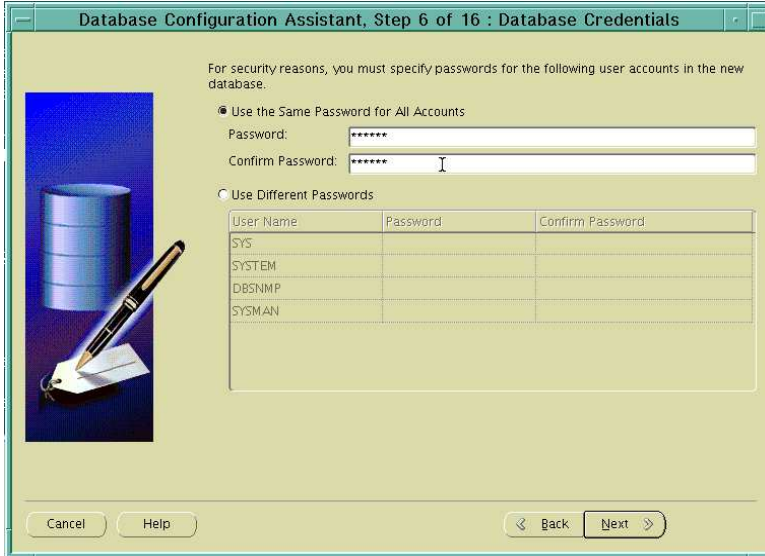 Database Configuration Assistant, Step 6 of 16 : Database Credentials
For security reasons, you must specify passwords for the following user accounts in the new
database.
Use the Same Password for All Accounts
Password: ******
Confirm Password: ******
Use Different Passwords
User Name Password Confirm Password
SYS
SYSTEM
DBSNMP
SYSMAN
Cancel Help Back Next